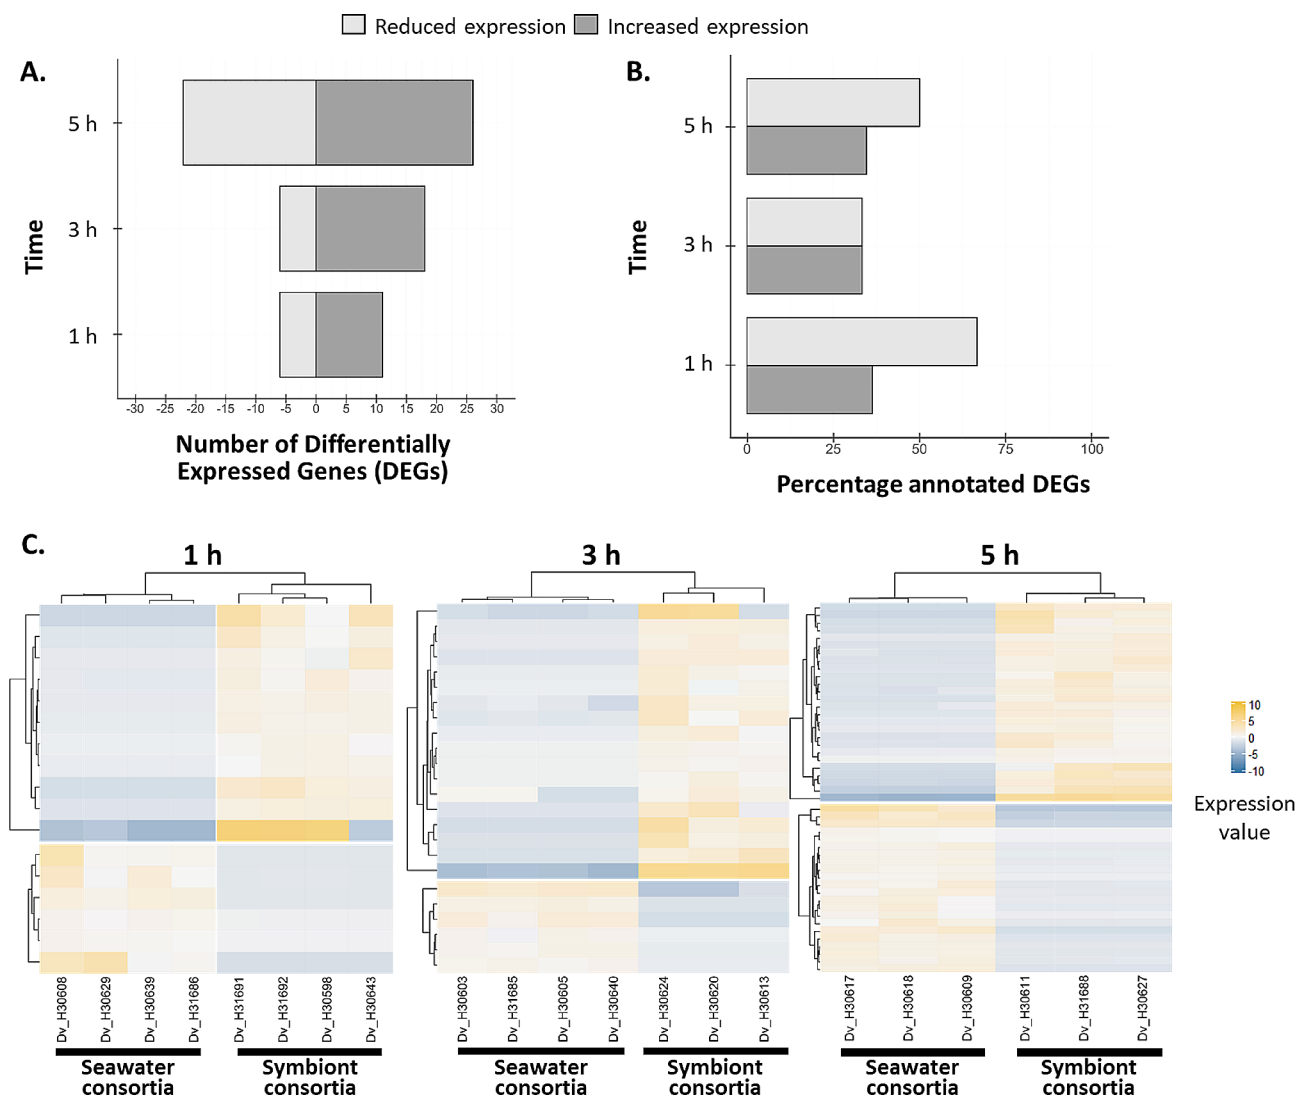 Reduced expression Increased expression
A.
5 h
3 h
1 h
Time
-30 -25 -20 -15 -10 -5 0 5 10 15 20 25 30
Number of Differentially
Expressed Genes (DEGs)
B.
5 h
3 h
1 h
Time
0 25 50 75 100
Percentage annotated DEGs
C.
1 h 3 h 5 h
10
5
0
-5
-10
Expression
value
Dv_H30608
Dv_H30629
Dv_H30639
Dv_H31686
Dv_H31691
Dv_H31692
Dv_H30598
Dv_H30643
Dv_H30603
Dv_H31685
Dv_H30605
Dv_H30640
Dv_H30624
Dv_H30620
Dv_H30613
Dv_H30617
Dv_H30618
Dv_H30609
Dv_H30611
Dv_H31688
Dv_H30627
Seawater
consortia
Symbiont
consortia
Seawater
consortia
Symbiont
consortia
Seawater
consortia
Symbiont
consortia